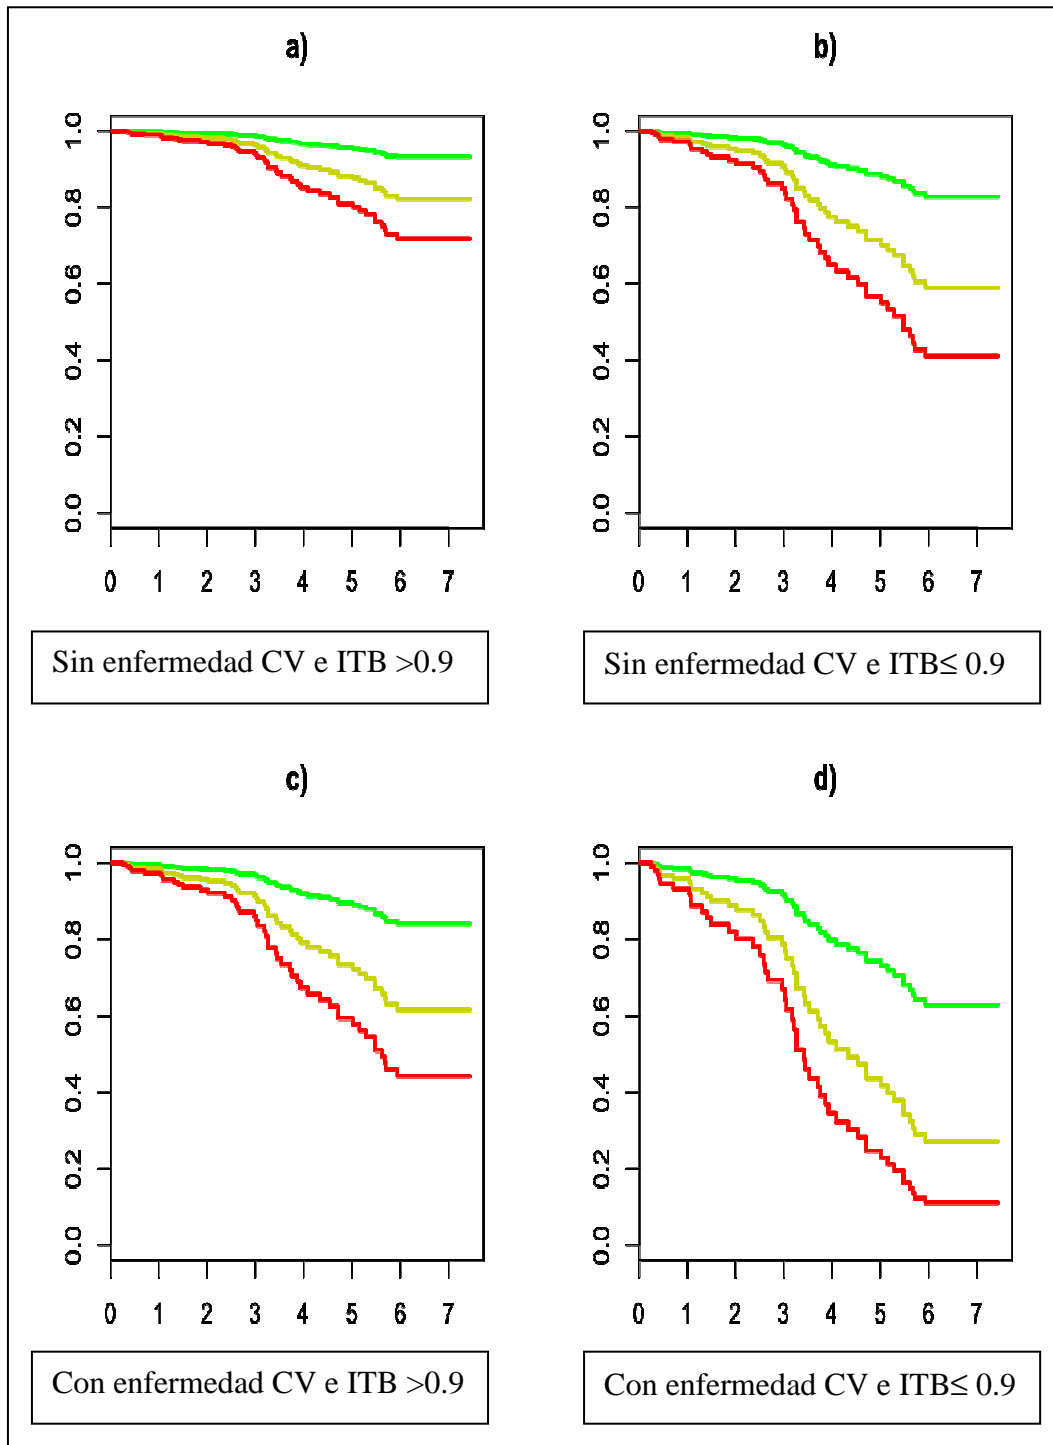 a)
b)
1.0
0.8
0.6
0.4
0.2
0.0
0 1 2 3 4 5 6 7
1.0
0.8
0.6
0.4
0.2
0.0
0 1 2 3 4 5 6 7
Sin enfermedad CV e ITB >0.9
Sin enfermedad CV e ITB≤ 0.9
c)
d)
1.0
0.8
0.6
0.4
0.2
0.0
0 1 2 3 4 5 6 7
1.0
0.8
0.6
0.4
0.2
0.0
0 1 2 3 4 5 6 7
Con enfermedad CV e ITB >0.9
Con enfermedad CV e ITB≤ 0.9